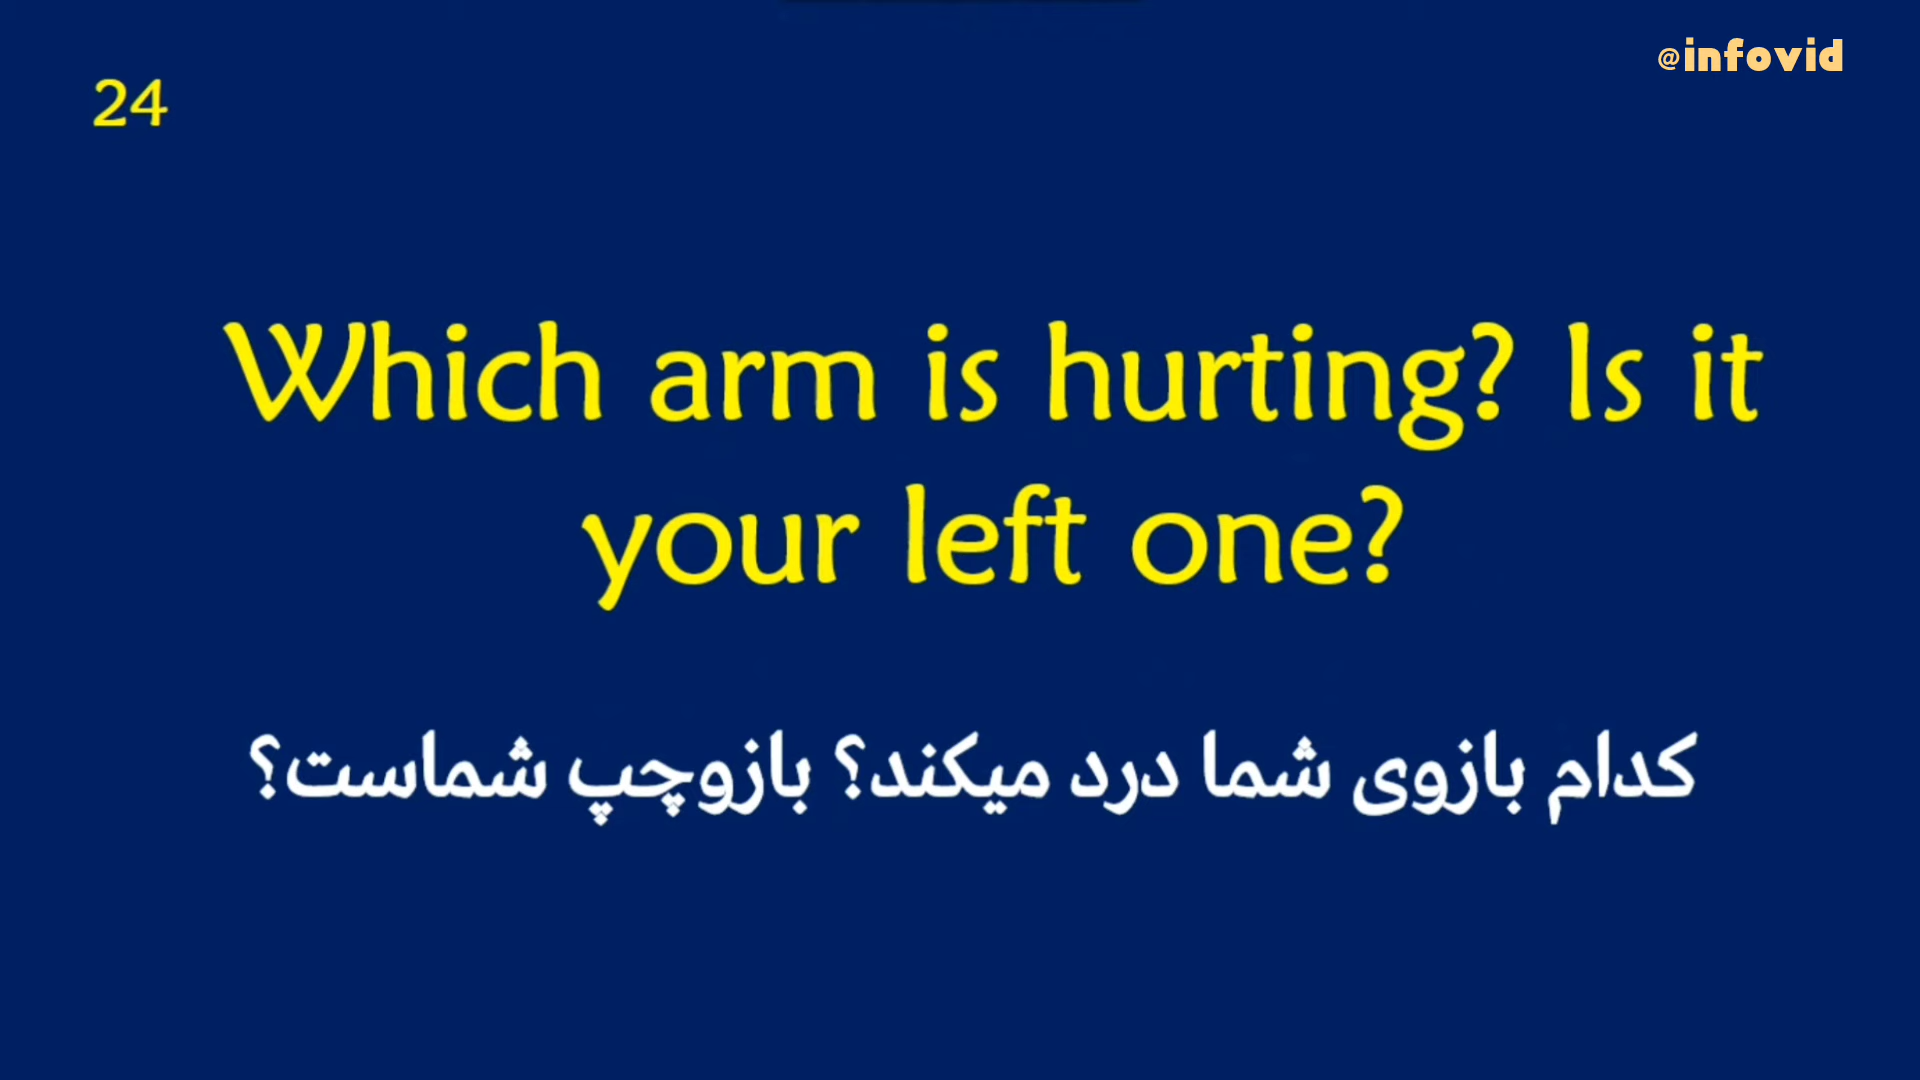 @infovid
24
Which arm is hurting? Is it
your left one?
کدام بازوی شما درد میکند؟ بازوچپ شماست؟